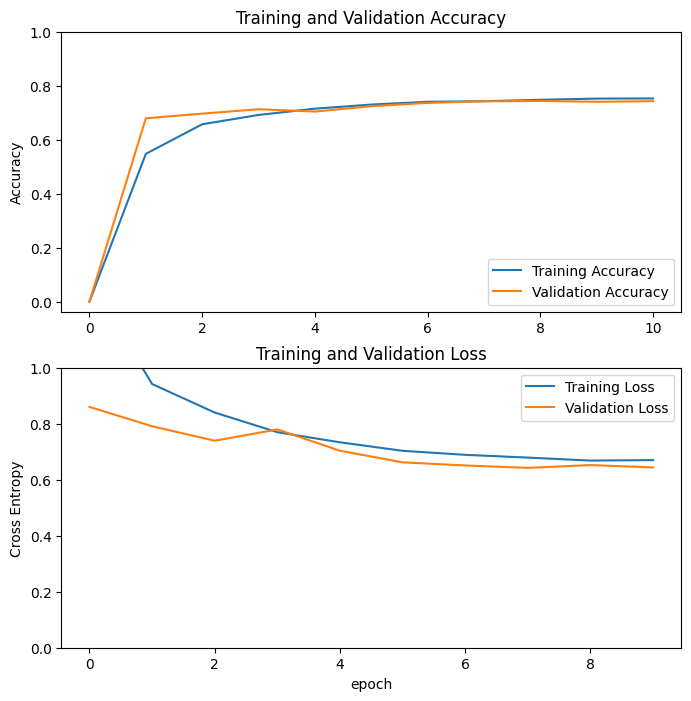 Training and Validation Accuracy
1.0
0.8
0.6
0.4
0.2
0.0
Accuracy
Training Accuracy
Validation Accuracy
0 2 4 6 8 10
Training and Validation Loss
1.0
0.8
0.6
0.4
0.2
0.0
Cross Entropy
Training Loss
Validation Loss
0 2 4 6 8
epoch